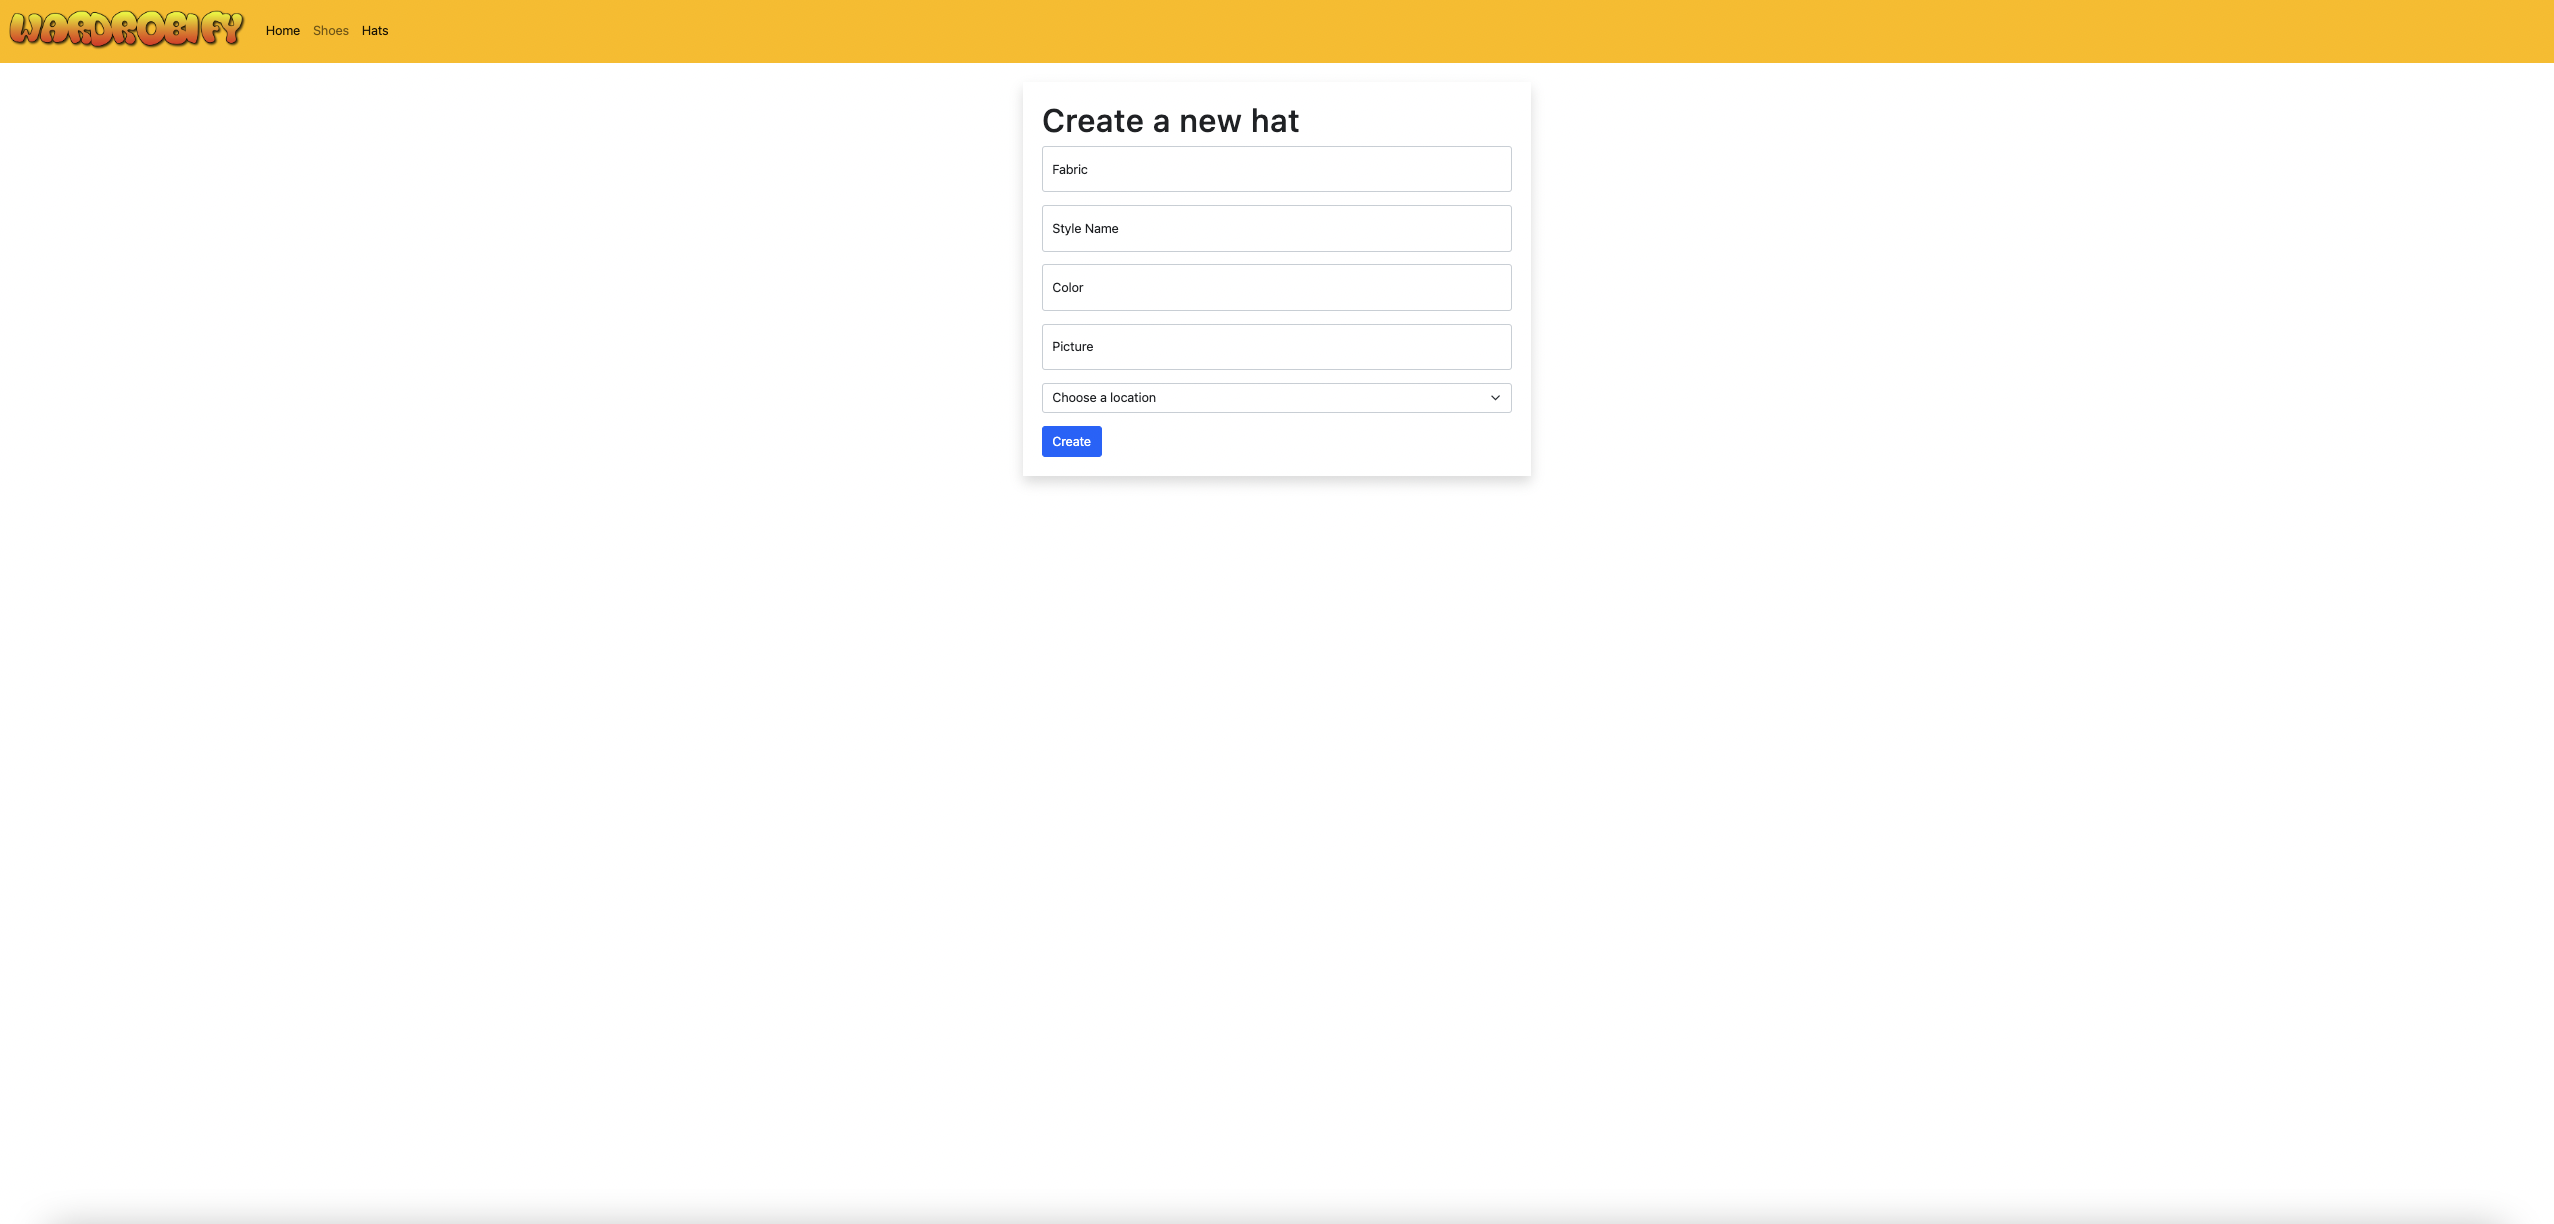 WARDROBIFY Home Shoes Hats
Create a new hat
Fabric
Style Name
Color
Picture
Choose a location
Create